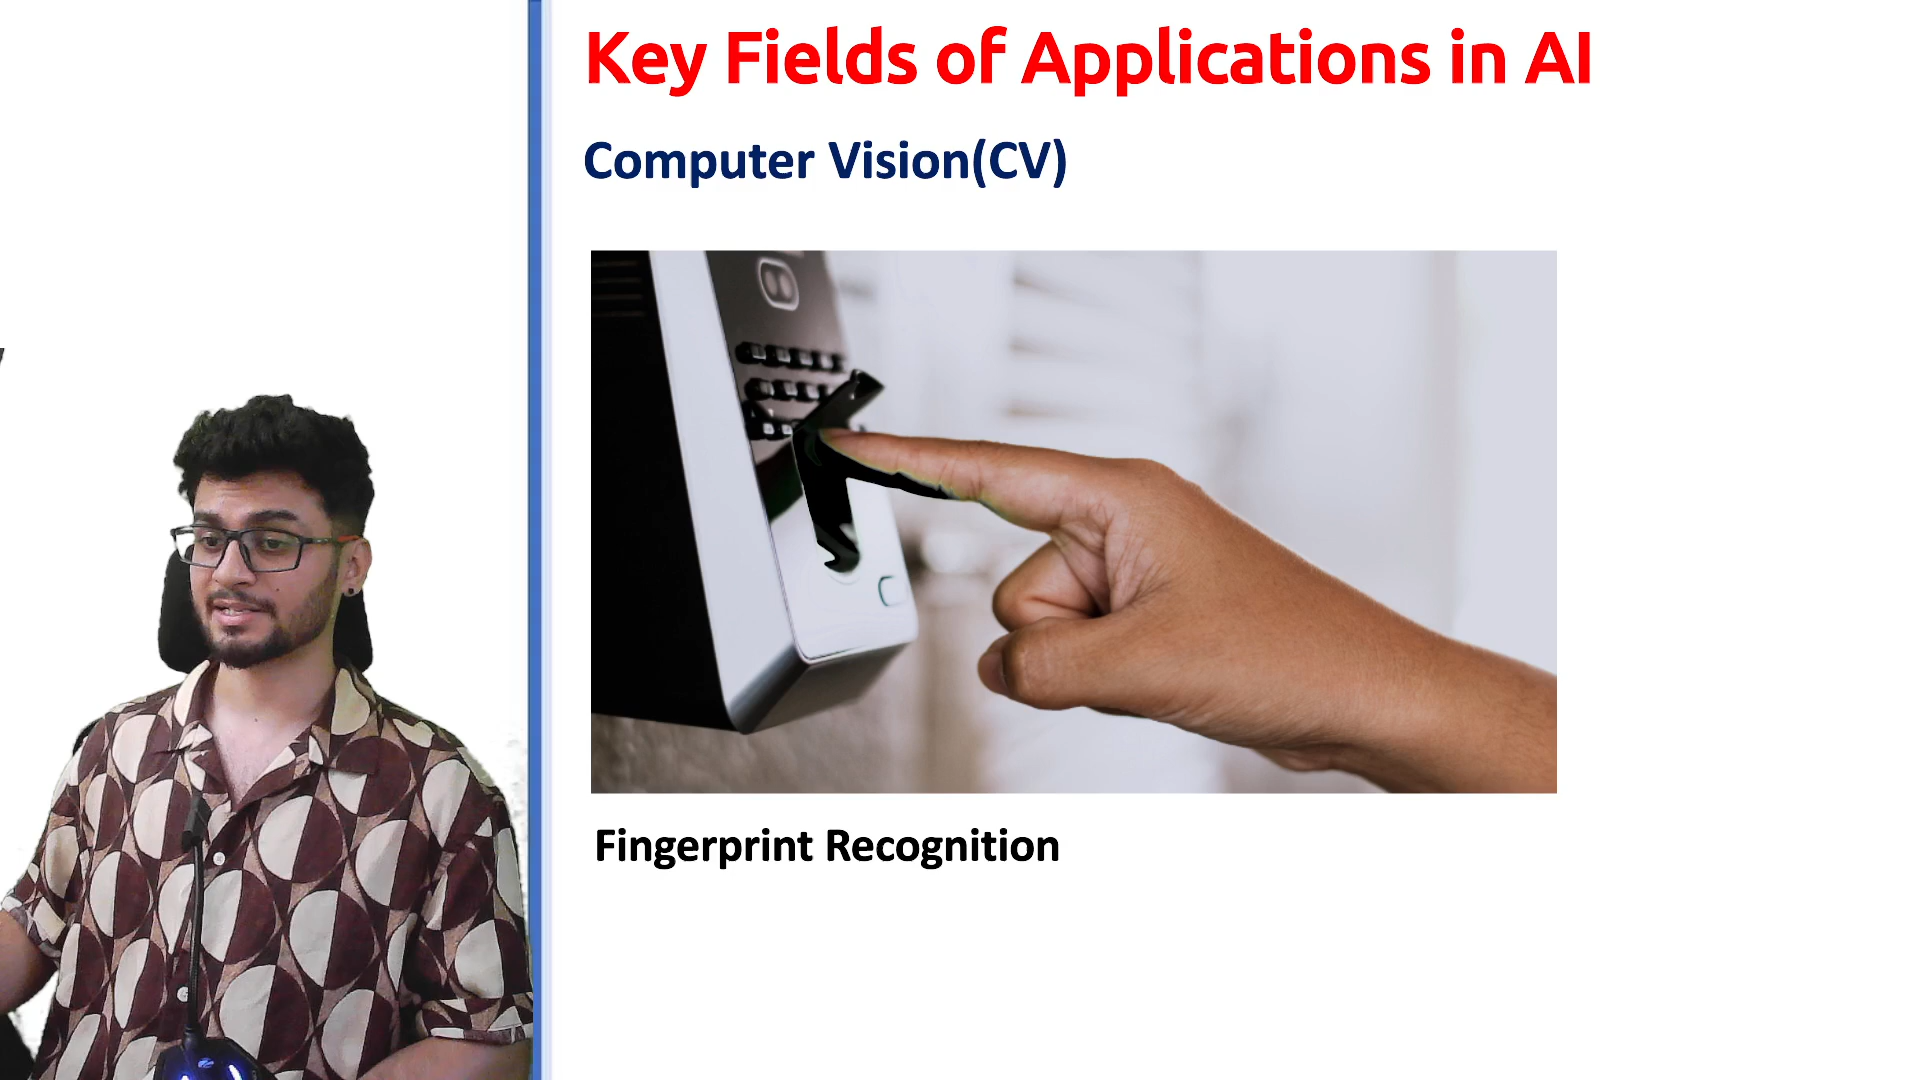 Key Fields of Applications in AI
Computer Vision(CV)
Fingerprint Recognition